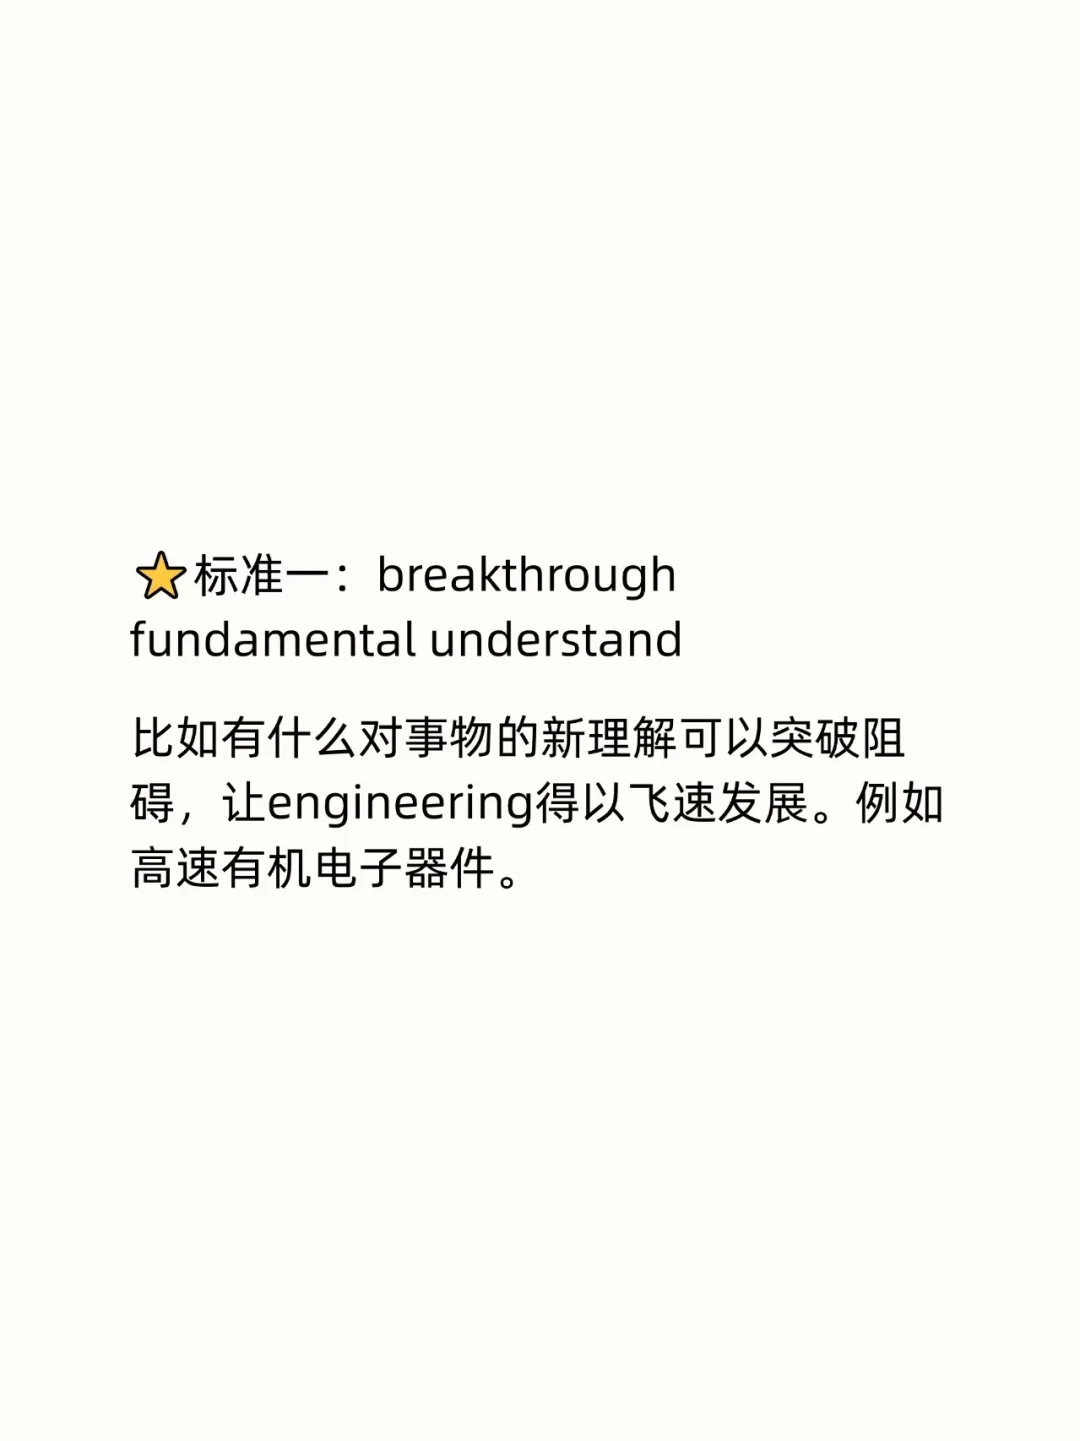 ⭐标准一：breakthrough
fundamental understand
比如有什么对事物的新理解可以突破阻
碍，让engineering得以飞速发展。例如
高速有机电子器件。